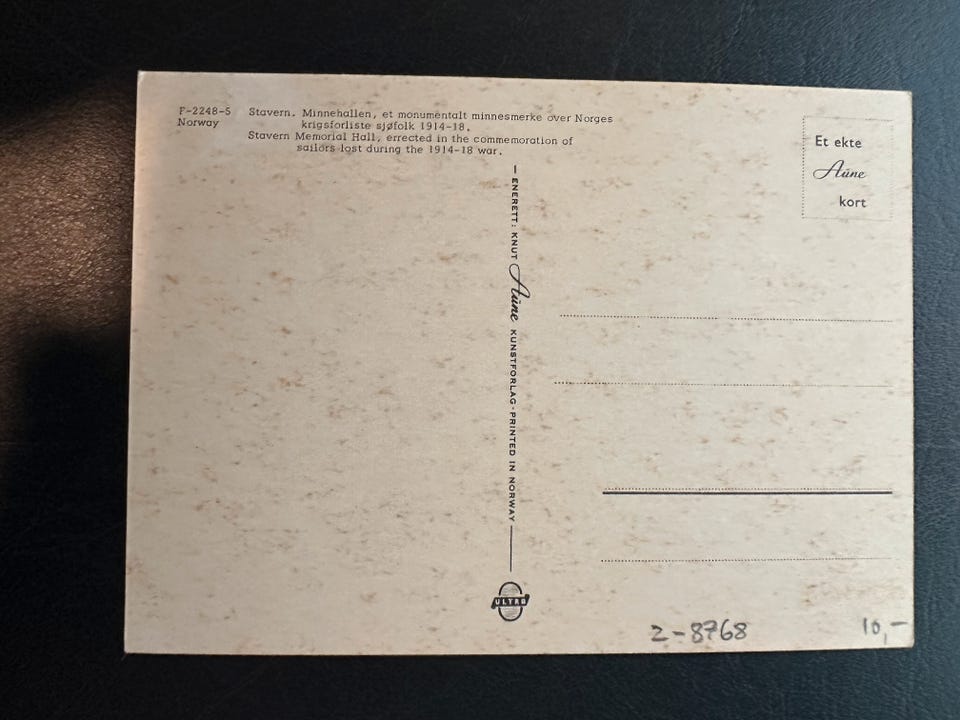 F-2248-5 Stavern. Minnehallen, et monumentalt minnesmerke over Norges
Norway krigsforliste sjøfolk 1914-18.
Stavern Memorial Hall, errected in the commemoration of
sailors lost during the 1914-18 war.
Et ekte
Aune
kort
— ENERETT: KNUT Aune KUNSTFORLAG - PRINTED IN NORWAY —
ULTRA
2-8768
10,-